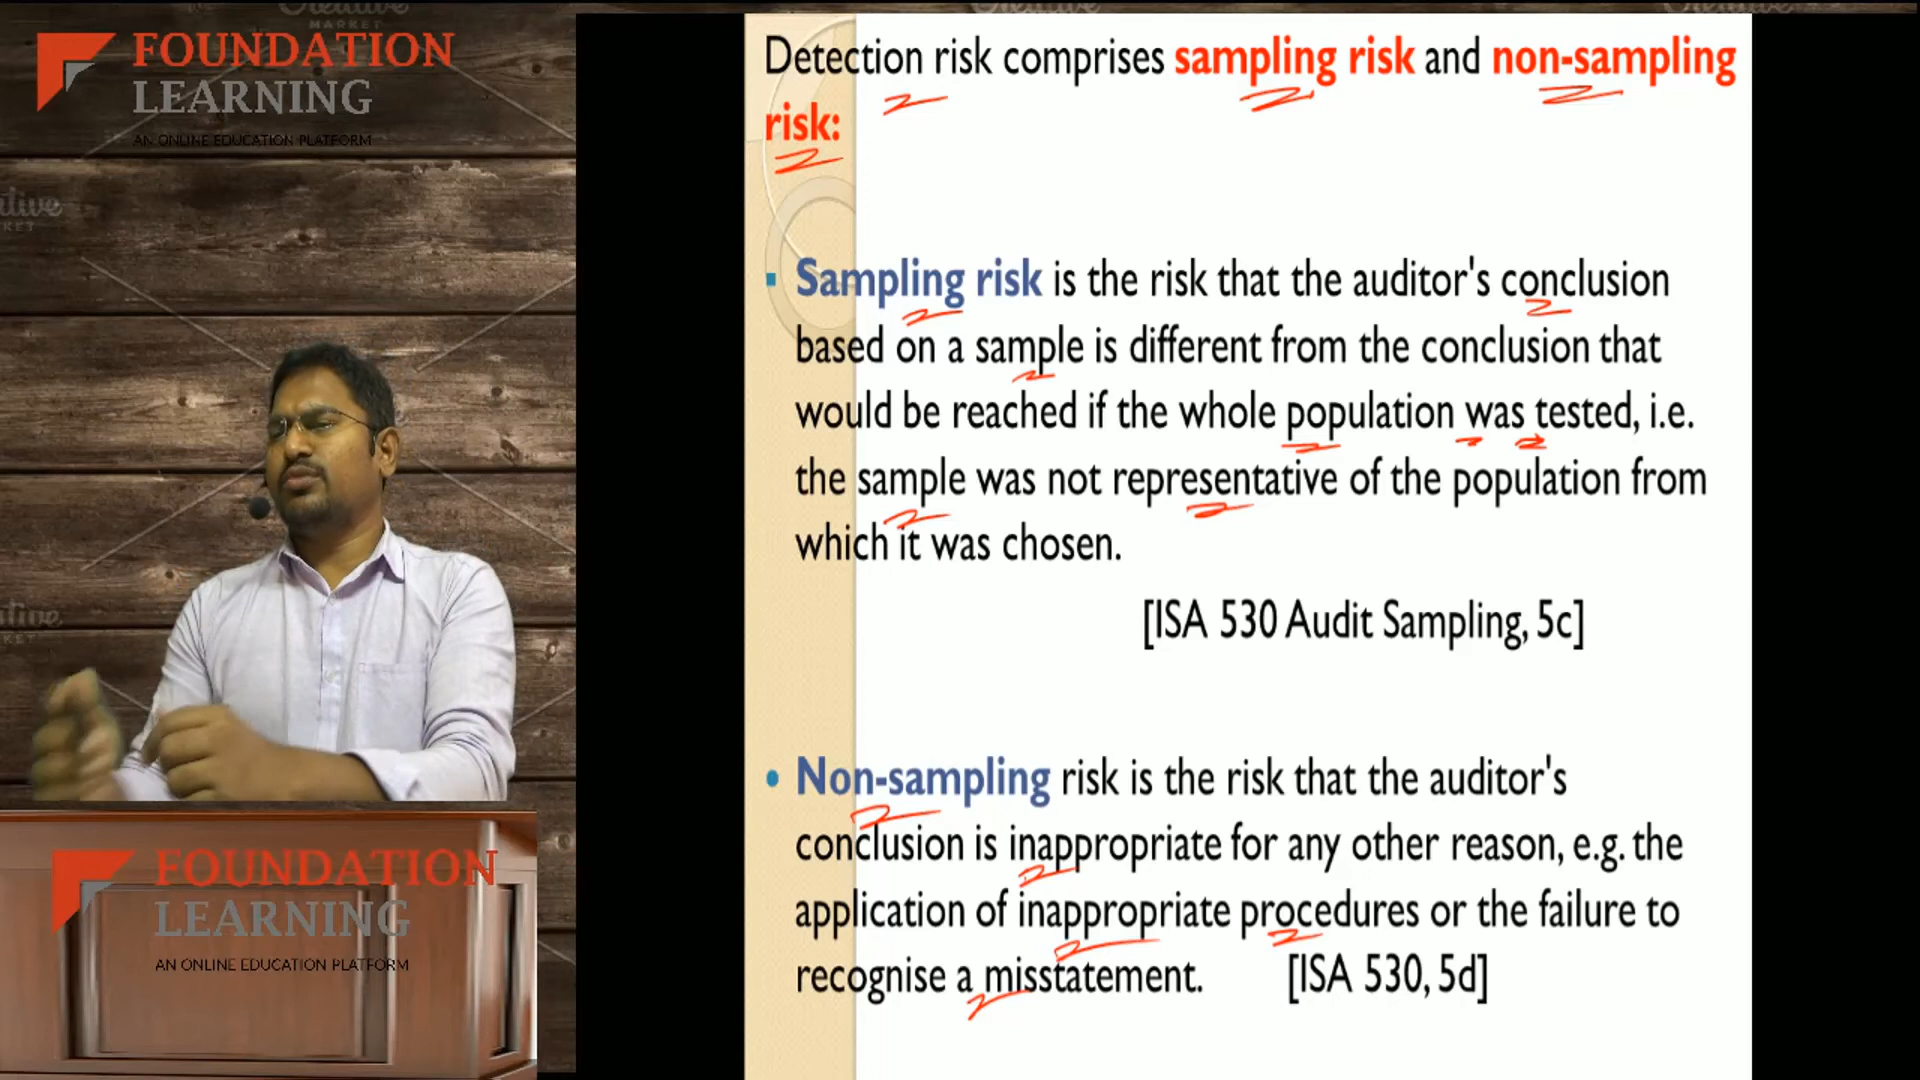 Creative
MARKET
Creative
Creative
FOUNDATION
LEARNING
AN ONLINE EDUCATION PLATFORM
Detection risk comprises sampling risk and non-sampling
risk:
Sampling risk is the risk that the auditor's conclusion
based on a sample is different from the conclusion that
would be reached if the whole population was tested, i.e.
the sample was not representative of the population from
which it was chosen.
[ISA 530 Audit Sampling, 5c]
Non-sampling risk is the risk that the auditor's
conclusion is inappropriate for any other reason, e.g. the
application of inappropriate procedures or the failure to
recognise a misstatement. [ISA 530, 5d]
FOUNDATION
LEARNING
AN ONLINE EDUCATION PLATFORM